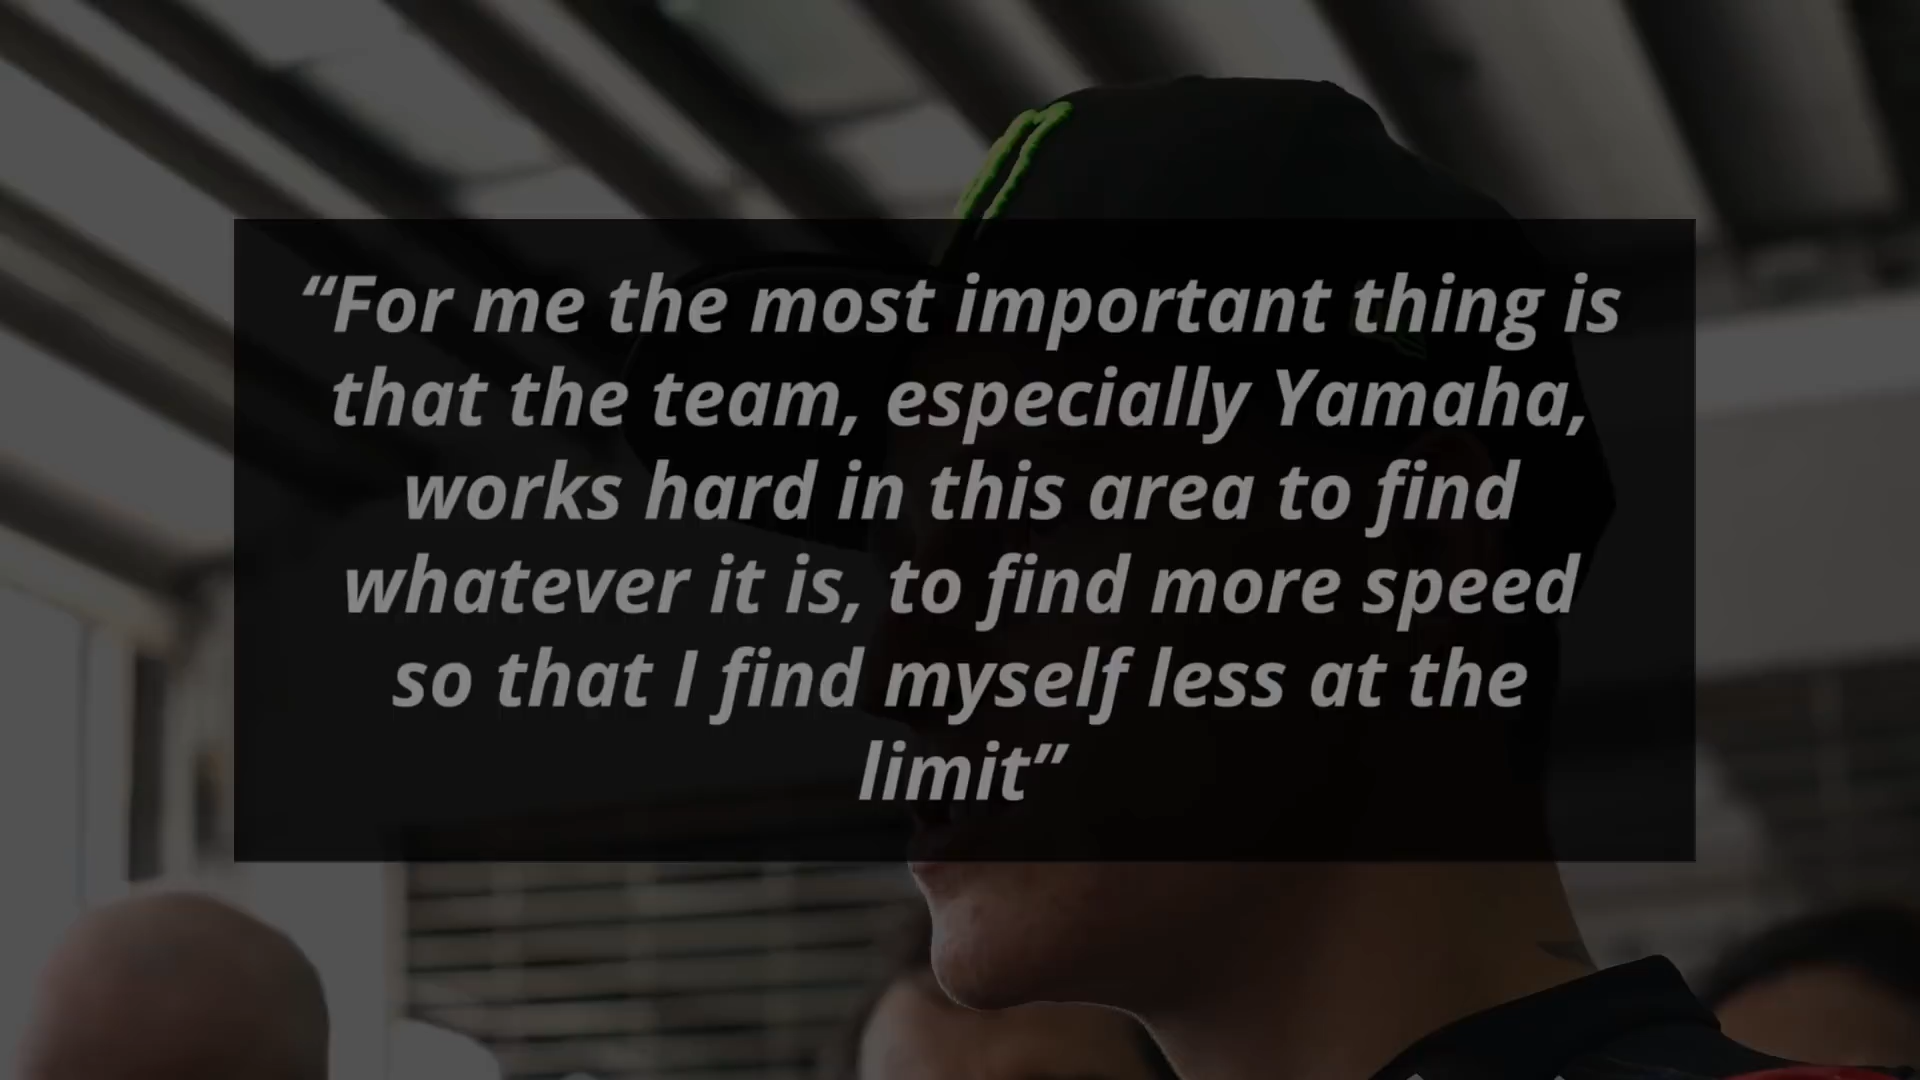 “For me the most important thing is
that the team, especially Yamaha,
works hard in this area to find
whatever it is, to find more speed
so that I find myself less at the
limit”